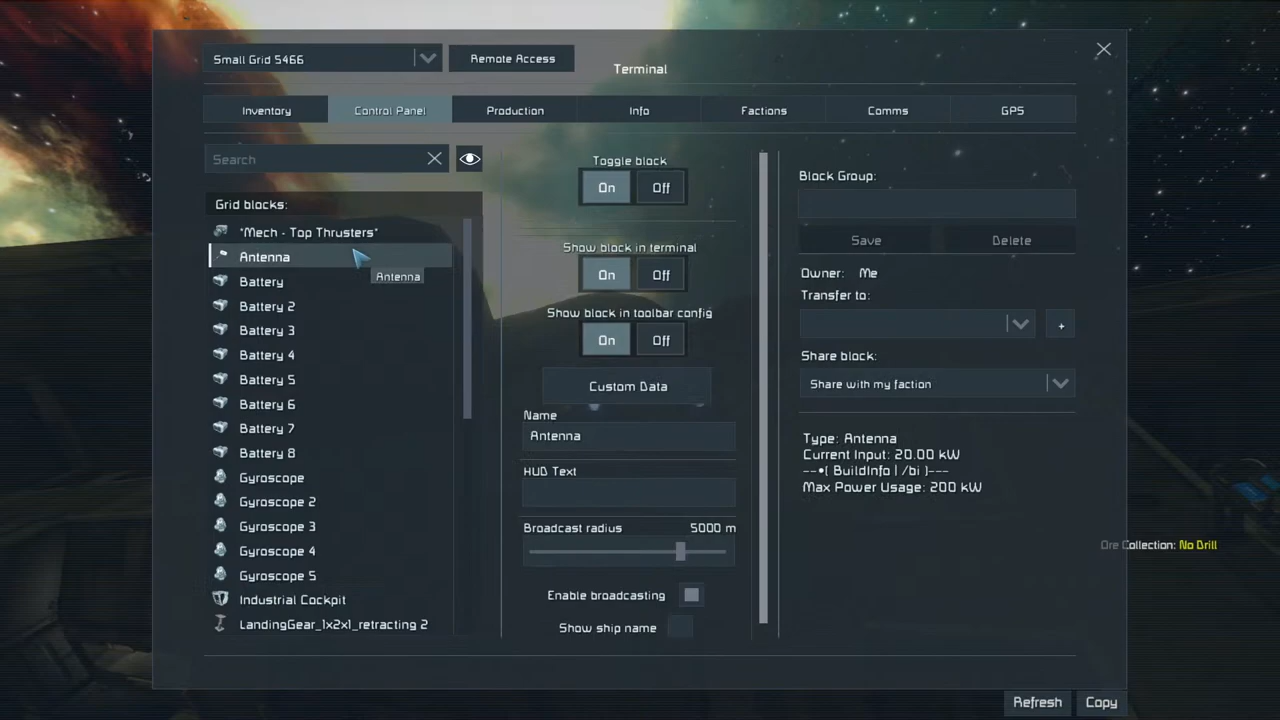 Small Grid 5466
Remote Access
Terminal
Inventory
Control Panel
Production
Info
Factions
Comms
GPS
Search
Grid blocks:
*Mech - Top Thrusters*
Antenna
Antenna
Battery
Battery 2
Battery 3
Battery 4
Battery 5
Battery 6
Battery 7
Battery 8
Gyroscope
Gyroscope 2
Gyroscope 3
Gyroscope 4
Gyroscope 5
Industrial Cockpit
LandingGear_1x2x1_retracting 2
Toggle block
On Off
Show block in terminal
On Off
Show block in toolbar config
On Off
Custom Data
Name
Antenna
HUD Text
Broadcast radius 5000 m
Enable broadcasting
Show ship name
Block Group:
Save Delete
Owner: Me
Transfer to:
+
Share block:
Share with my faction
Type: Antenna
Current Input: 20.00 kW
--•( BuildInfo | /bi )---
Max Power Usage: 200 kW
Ore Collection: No Drill
Refresh Copy